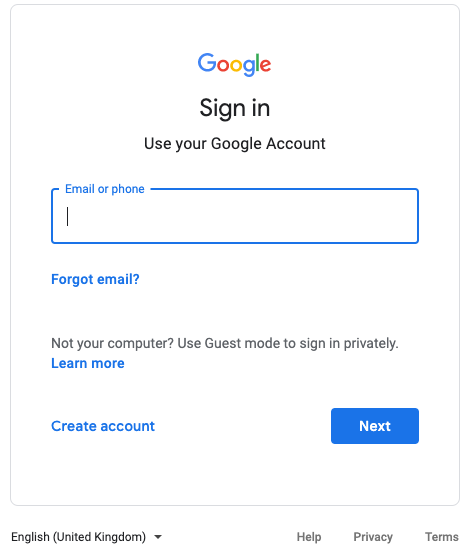 Google
Sign in
Use your Google Account
Email or phone
Forgot email?
Not your computer? Use Guest mode to sign in privately.
Learn more
Create account
Next
English (United Kingdom)
Help
Privacy
Terms